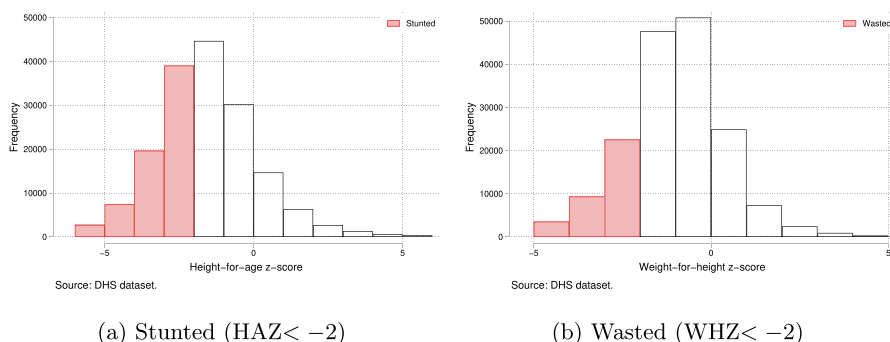 50000
40000
30000
20000
10000
0
Frequency
−5
0
5
Height−for−age z−score
Stunted
Source: DHS dataset.
(a) Stunted (HAZ< −2)
50000
40000
30000
20000
10000
0
Frequency
−5
0
5
Weight−for−height z−score
Wasted
Source: DHS dataset.
(b) Wasted (WHZ< −2)